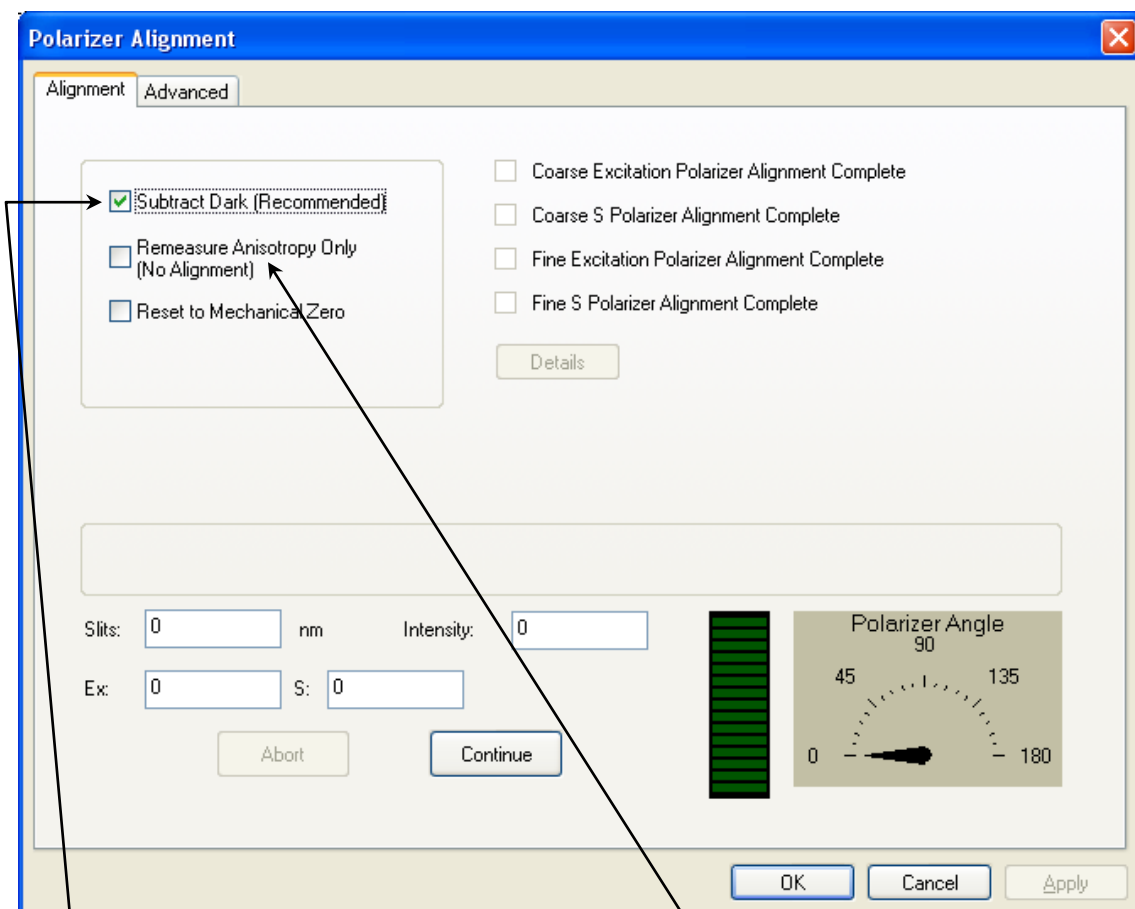 Polarizer Alignment
Alignment
Advanced
Subtract Dark (Recommended)
Remeasure Anisotropy Only
(No Alignment)
Reset to Mechanical Zero
Coarse Excitation Polarizer Alignment Complete
Coarse S Polarizer Alignment Complete
Fine Excitation Polarizer Alignment Complete
Fine S Polarizer Alignment Complete
Details
Slits: 0 nm Intensity: 0
Ex: 0 S: 0
Abort Continue
Polarizer Angle
90
45 135
0 180
OK Cancel Apply